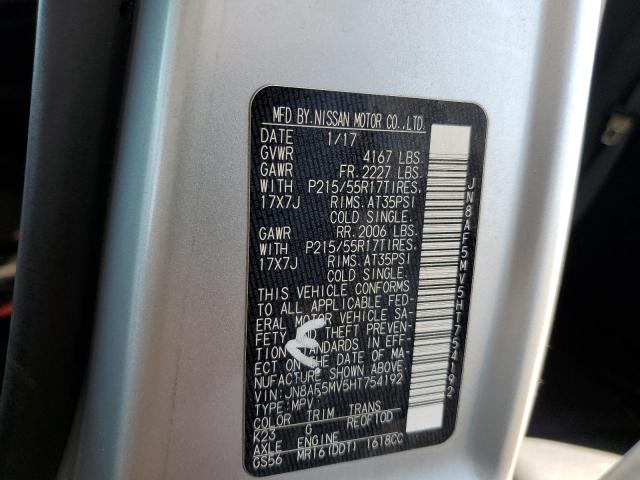 MFD BY.NISSAN MOTOR CO.,LTD.
DATE 1/17
GVWR 4167 LBS.
GAWR FR. 2227 LBS.
WITH P215/55R17TIRES.
17X7J RIMS.AT35PSI
COLD SINGLE.
GAWR RR. 2006 LBS.
WITH P215/55R17TIRES.
17X7J RIMS.AT35PSI
COLD SINGLE.
THIS VEHICLE CONFORMS
TO ALL APPLICABLE FED-
ERAL MOTOR VEHICLE SA-
FETY AND THEFT PREVEN-
TION STANDARDS IN EFF-
ECT ON THE DATE OF MA-
NUFACTURE SHOWN ABOVE.
VIN:JN8AF5MV5HT754192
TYPE:MPV
COLOR TRIM TRANS
K23 G RE0F10D
AXLE ENGINE
GS56 MR16(DDT) 1618CC
JN8AF5MV5HT754192